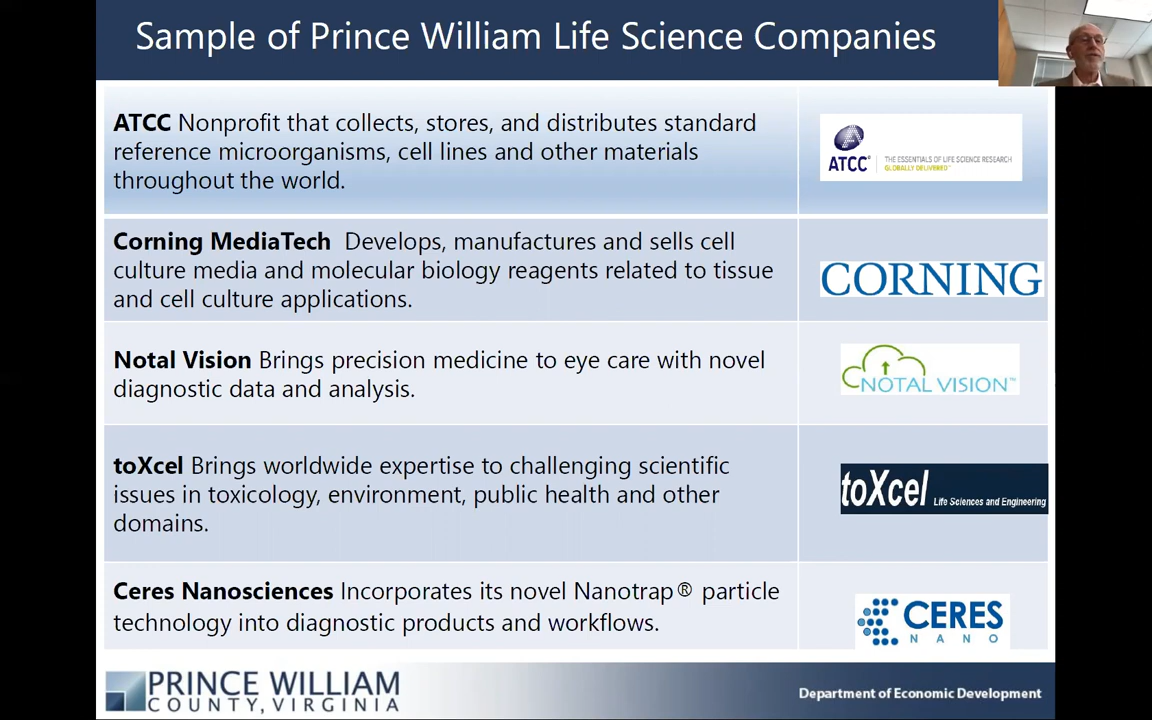 Sample of Prince William Life Science Companies
ATCC Nonprofit that collects, stores, and distributes standard
reference microorganisms, cell lines and other materials
throughout the world.
ATCC®
THE ESSENTIALS OF LIFE SCIENCE RESEARCH
GLOBALLY DELIVERED™
Corning MediaTech Develops, manufactures and sells cell
culture media and molecular biology reagents related to tissue
and cell culture applications.
CORNING
Notal Vision Brings precision medicine to eye care with novel
diagnostic data and analysis.
NOTAL VISION™
toXcel Brings worldwide expertise to challenging scientific
issues in toxicology, environment, public health and other
domains.
toXcel Life Sciences and Engineering
Ceres Nanosciences Incorporates its novel Nanotrap® particle
technology into diagnostic products and workflows.
CERES
NANO
PRINCE WILLIAM
COUNTY, VIRGINIA
Department of Economic Development